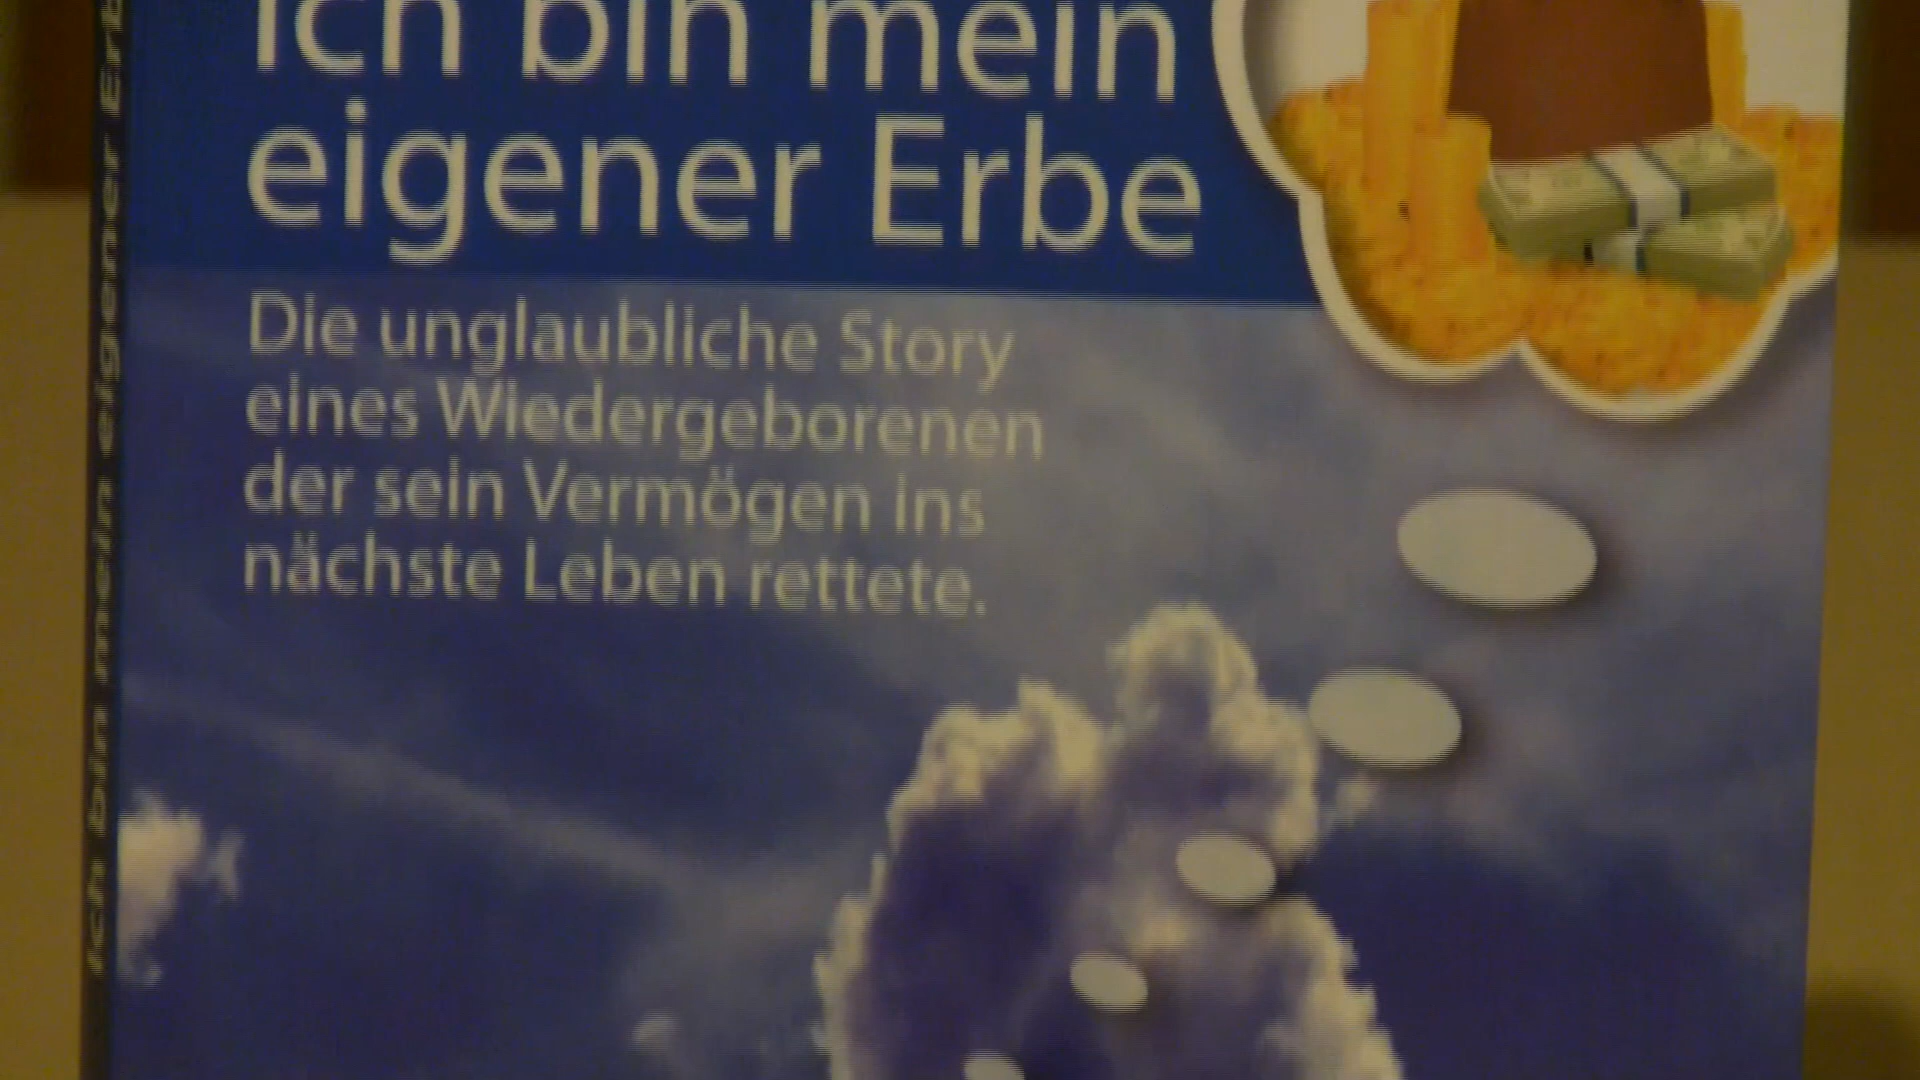 Ich bin mein
eigener Erbe
Die unglaubliche Story
eines Wiedergeborenen
der sein Vermögen ins
nächste Leben rettete.
Ich bin mein eigener Erbe